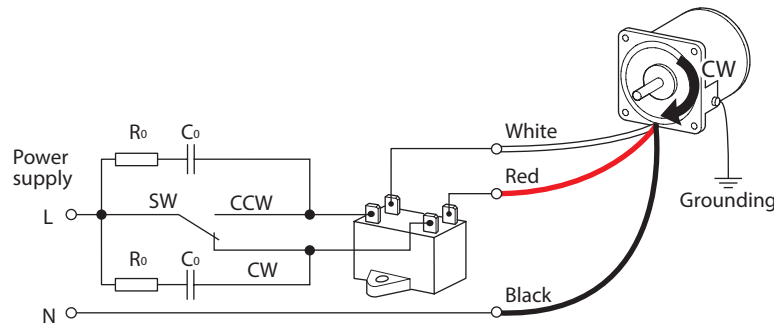 CW
White
R₀
C₀
Power
supply
Red
Grounding
SW
CCW
L
CW
R₀
C₀
Black
N